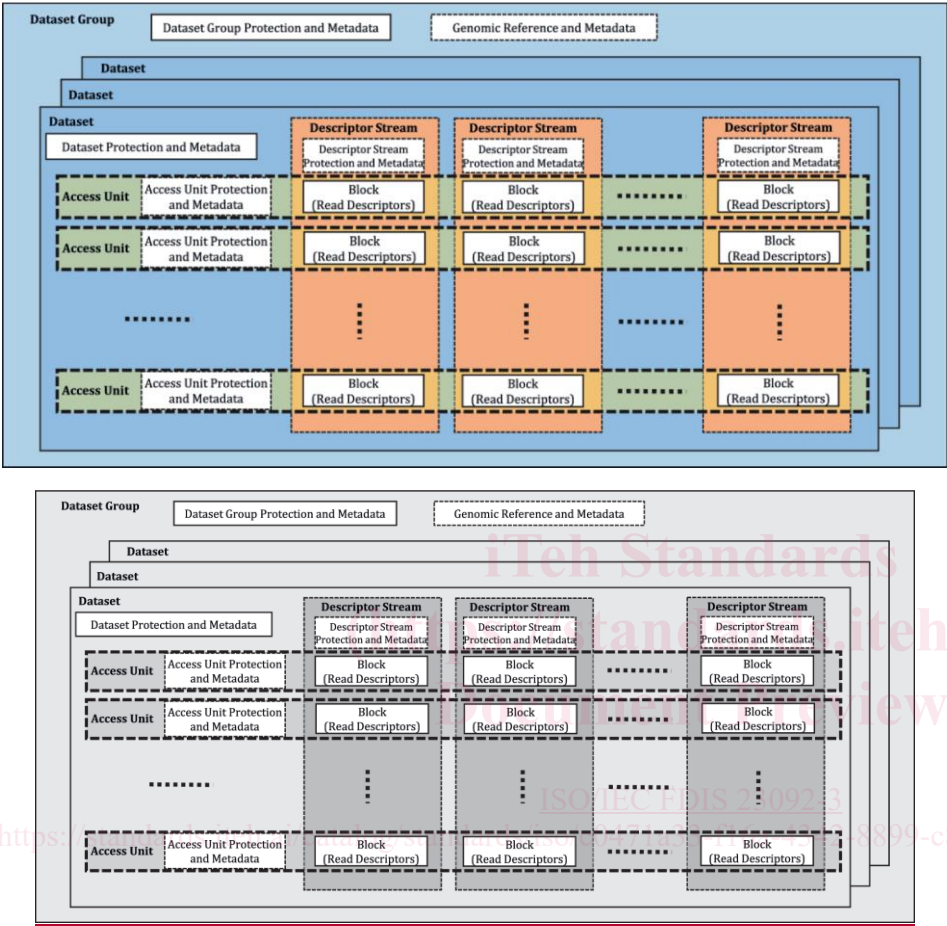 Dataset Group
Dataset Group Protection and Metadata
Genomic Reference and Metadata
Dataset
Dataset
Dataset
Dataset Protection and Metadata
Descriptor Stream
Descriptor Stream
Descriptor Stream
Descriptor Stream
Protection and Metadata
Descriptor Stream
Protection and Metadata
Descriptor Stream
Protection and Metadata
Access Unit
Access Unit Protection
and Metadata
Block
(Read Descriptors)
Block
(Read Descriptors)
Block
(Read Descriptors)
Access Unit
Access Unit Protection
and Metadata
Block
(Read Descriptors)
Block
(Read Descriptors)
Block
(Read Descriptors)
Access Unit
Access Unit Protection
and Metadata
Block
(Read Descriptors)
Block
(Read Descriptors)
Block
(Read Descriptors)
Dataset Group
Dataset Group Protection and Metadata
Genomic Reference and Metadata
iTeh Standards
Dataset
Dataset
Dataset
Dataset Protection and Metadata
Descriptor Stream
Descriptor Stream
Descriptor Stream
Descriptor Stream
Protection and Metadata
Descriptor Stream
Protection and Metadata
Descriptor Stream
Protection and Metadata
Access Unit
Access Unit Protection
and Metadata
Block
(Read Descriptors)
Block
(Read Descriptors)
Block
(Read Descriptors)
Access Unit
Access Unit Protection
and Metadata
Block
(Read Descriptors)
Block
(Read Descriptors)
Block
(Read Descriptors)
Document Preview
ISO/IEC FDIS 23092-3
Access Unit
Access Unit Protection
and Metadata
Block
(Read Descriptors)
Block
(Read Descriptors)
Block
(Read Descriptors)